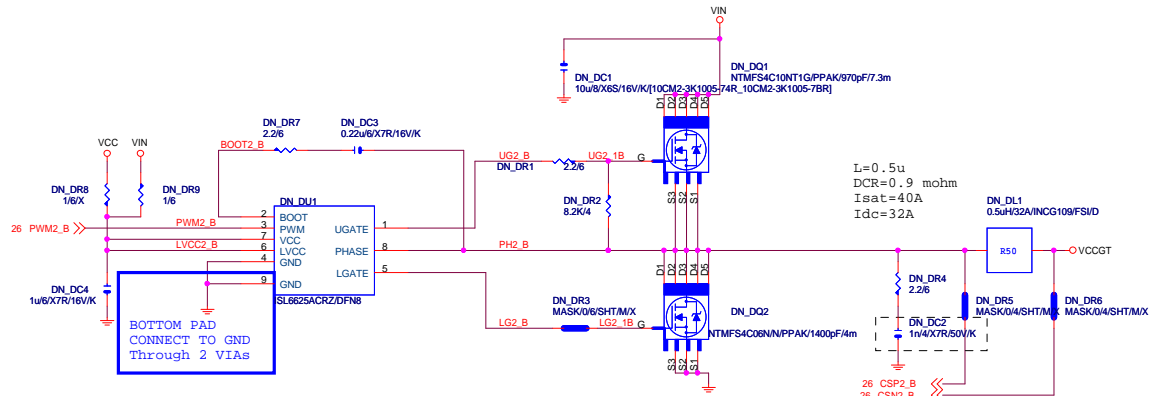 VIN
DN_DQ1
NTMFS4C10NT1G/PPAK/970pF/7.3m
DN_DC1
10u/8/X6S/16V/K/[10CM2-3K1005-74R_10CM2-3K1005-7BR]
D1
D2
D3
D4
D5
DN_DR7
2.2/6
DN_DC3
0.22u/6/X7R/16V/K
BOOT2_B
VCC
VIN
UG2_B
DN_DR1
2.2/6
UG2_1B
G
S3
S2
S1
L=0.5u
DCR=0.9 mohm
Isat=40A
Idc=32A
DN_DR8
1/6/X
DN_DR9
1/6
DN_DU1
DN_DR2
8.2K/4
DN_DL1
0.5uH/32A/INCG109/FSI/D
26 PWM2_B
PWM2_B
LVCC2_B
2
3
7
6
4
9
BOOT
PWM
VCC
LVCC
GND
GND
UGATE
PHASE
LGATE
1
8
5
SL6625ACRZ/DFN8
PH2_B
R50
VCCGT
D1
D2
D3
D4
D5
DN_DC4
1u/6/X7R/16V/K
DN_DR4
2.2/6
DN_DR3
MASK/0/6/SHT/M/X
LG2_B
LG2_1B
G
DN_DQ2
NTMFS4C06N/N/PPAK/1400pF/4m
S3
S2
S1
DN_DR5
MASK/0/4/SHT/M/X
DN_DR6
MASK/0/4/SHT/M/X
DN_DC2
1n/4/X7R/50V/K
BOTTOM PAD
CONNECT TO GND
Through 2 VIAs
26 CSP2_B
26 CSN2_B